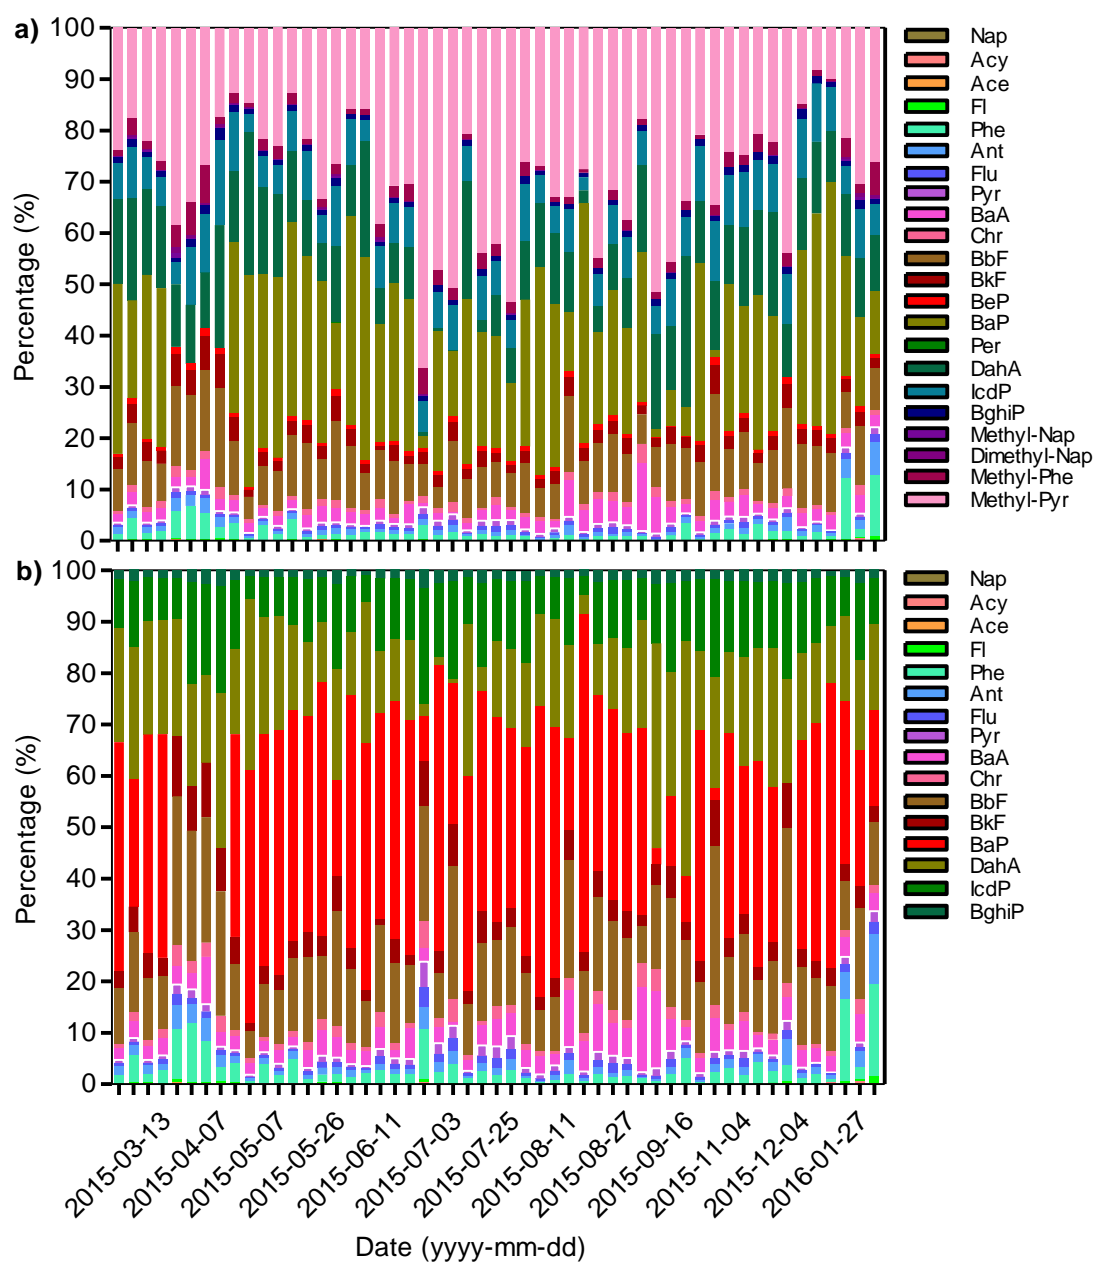 a)
Percentage (%)
100
90
80
70
60
50
40
30
20
10
0
Nap
Acy
Ace
Fl
Phe
Ant
Flu
Pyr
BaA
Chr
BbF
BkF
BeP
BaP
Per
DahA
IcdP
BghiP
Methyl-Nap
Dimethyl-Nap
Methyl-Phe
Methyl-Pyr
b)
Percentage (%)
100
90
80
70
60
50
40
30
20
10
0
Nap
Acy
Ace
Fl
Phe
Ant
Flu
Pyr
BaA
Chr
BbF
BkF
BaP
DahA
IcdP
BghiP
2015-03-13
2015-04-07
2015-05-07
2015-05-26
2015-06-11
2015-07-03
2015-07-25
2015-08-11
2015-08-27
2015-09-16
2015-11-04
2015-12-04
2016-01-27
Date (yyyy-mm-dd)